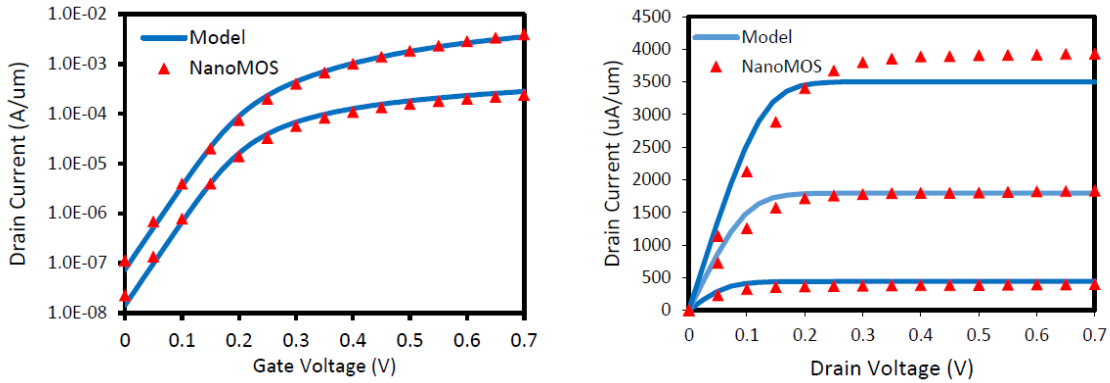 Drain Current (A/um)
1.0E-02
1.0E-03
1.0E-04
1.0E-05
1.0E-06
1.0E-07
1.0E-08
Model
NanoMOS
0 0.1 0.2 0.3 0.4 0.5 0.6 0.7
Gate Voltage (V)
Drain Current (uA/um)
4500
4000
3500
3000
2500
2000
1500
1000
500
0
Model
NanoMOS
0 0.1 0.2 0.3 0.4 0.5 0.6 0.7
Drain Voltage (V)